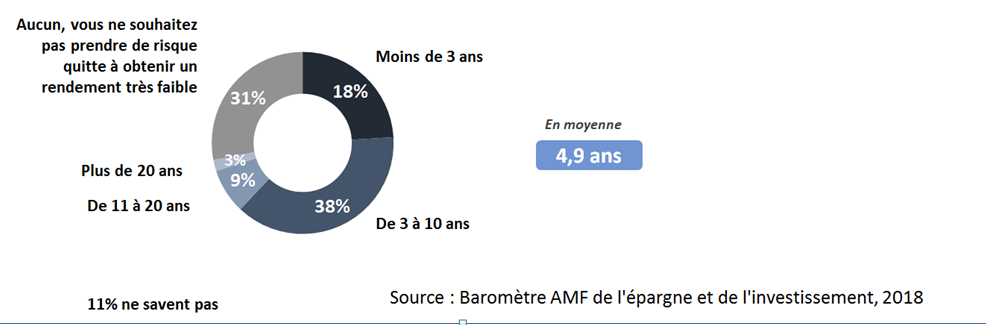 Aucun, vous ne souhaitez
pas prendre de risque
quitte à obtenir un
rendement très faible
Moins de 3 ans
18%
31%
En moyenne
4,9 ans
3%
Plus de 20 ans
9%
De 11 à 20 ans
38%
De 3 à 10 ans
11% ne savent pas
Source : Baromètre AMF de l'épargne et de l'investissement, 2018